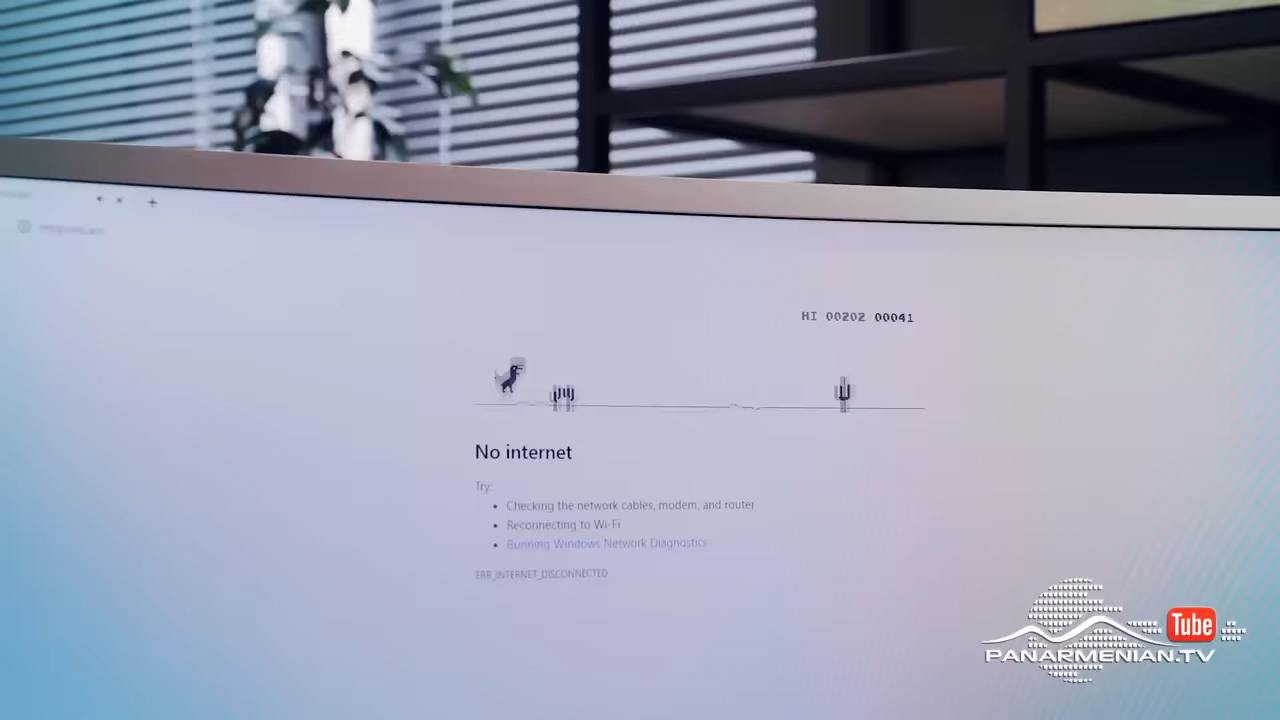 HI 00202 00041
No internet
Try:
Checking the network cables, modem, and router
Reconnecting to Wi-Fi
Running Windows Network Diagnostics
ERR_INTERNET_DISCONNECTED
Tube
PANARMENIAN.TV